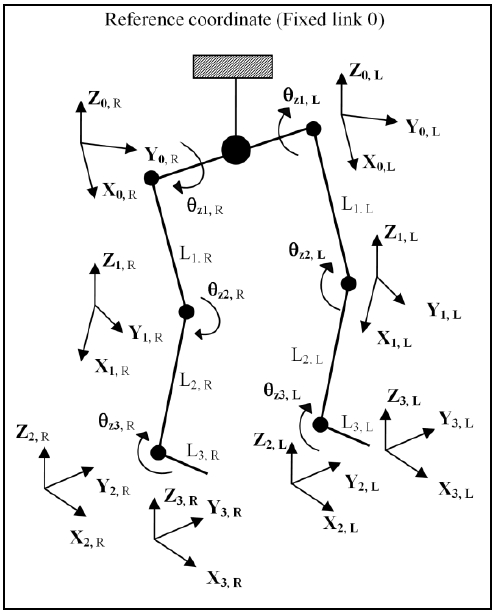 Reference coordinate (Fixed link 0)
Z0, R
Y0, R
X0, R
θz1, R
θz1, L
Z0, L
Y0, L
X0,L
L1, R
L1, L
Z1, R
Y1, R
X1, R
θz2, R
θz2, L
Z1, L
Y1, L
X1, L
L2, R
L2, L
θz3, R
L3, R
θz3, L
L3, L
Z2, R
Y2, R
X2, R
Z3, R
Y3, R
X3, R
Z2, L
Y2, L
X2, L
Z3, L
Y3, L
X3, L